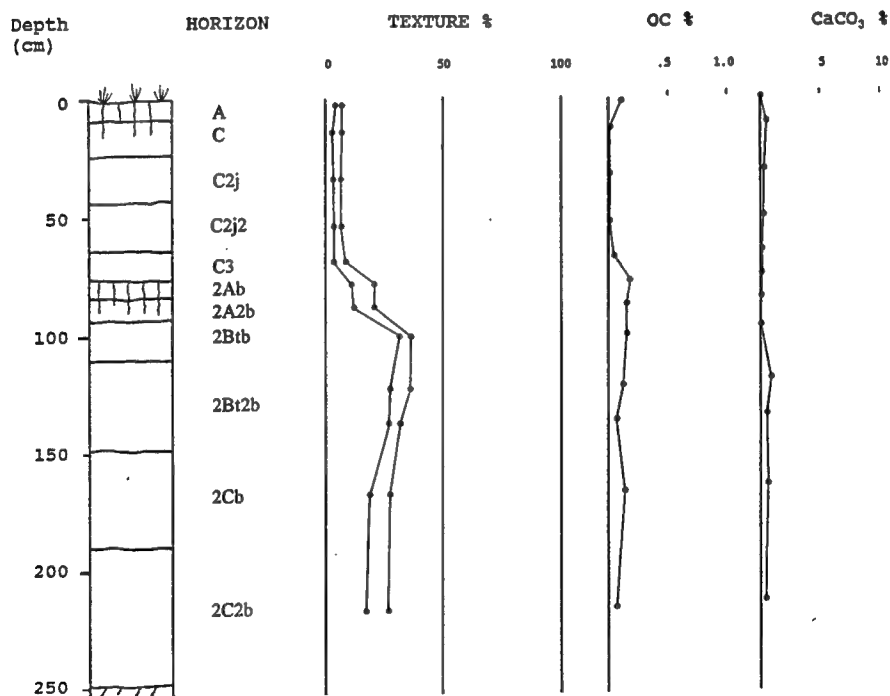 Depth (cm) HORIZON TEXTURE % OC % CaCO₃ %
0 50 100 .5 1.0 5 10
0
A
C
C2j
50
C2j2
C3
2Ab
2A2b
100
2Btb
2Bt2b
150
2Cb
200
2C2b
250